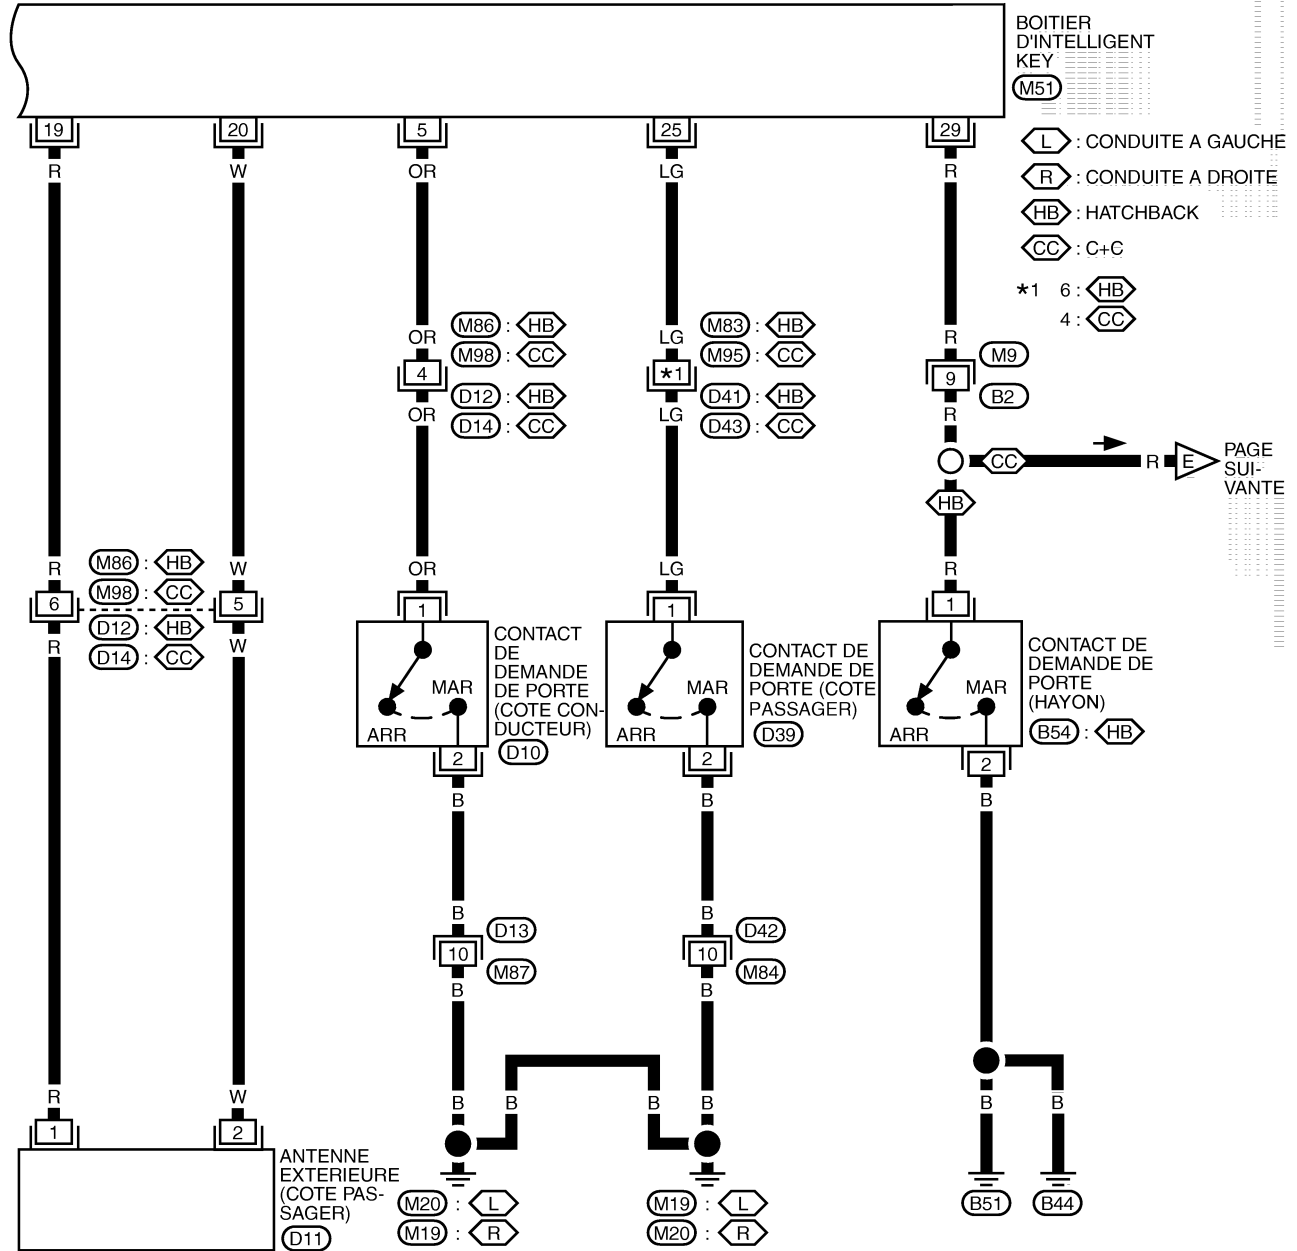 BOITIER
D'INTELLIGENT
KEY
M51
19 20 5 25 29
R W OR LG R
L : CONDUITE A GAUCHE
R : CONDUITE A DROITE
HB : HATCHBACK
CC : C+C
*1 6 : HB
4 : CC
OR LG R
M86 : HB
M98 : CC
4
D12 : HB
D14 : CC
OR
M83 : HB
M95 : CC
*1
D41 : HB
D43 : CC
LG
M9
9
B2
R
CC R E
PAGE
SUI-
VANTE
HB
R W OR LG R
M86 : HB
M98 : CC
6 5
D12 : HB
D14 : CC
R W
1 1 1
CONTACT
DE
DEMANDE
DE PORTE
(COTE CON-
DUCTEUR)
D10
MAR
ARR
2
CONTACT DE
DEMANDE DE
PORTE (COTE
PASSAGER)
D39
MAR
ARR
2
CONTACT DE
DEMANDE DE
PORTE
(HAYON)
B54 : HB
MAR
ARR
2
B B B
B B
D13
10
M87
D42
10
M84
B B
R W B B B B B B
1 2
ANTENNE
EXTERIEURE
(COTE PAS-
SAGER)
D11
M20 : L
M19 : R
M19 : L
M20 : R
B51 B44